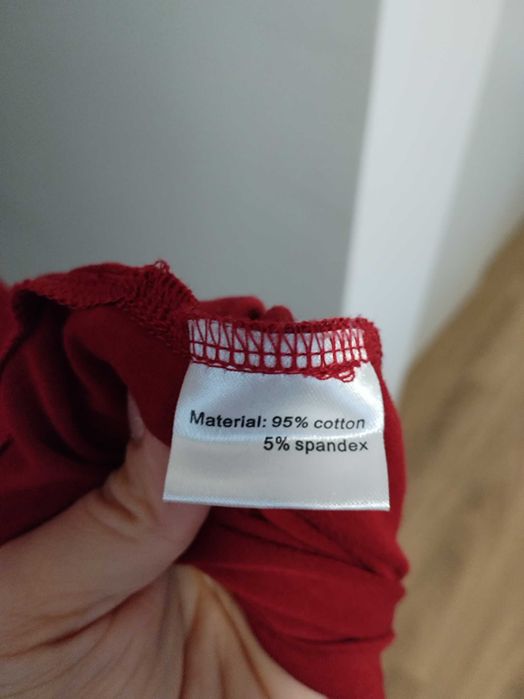 Material: 95% cotton
5% spandex